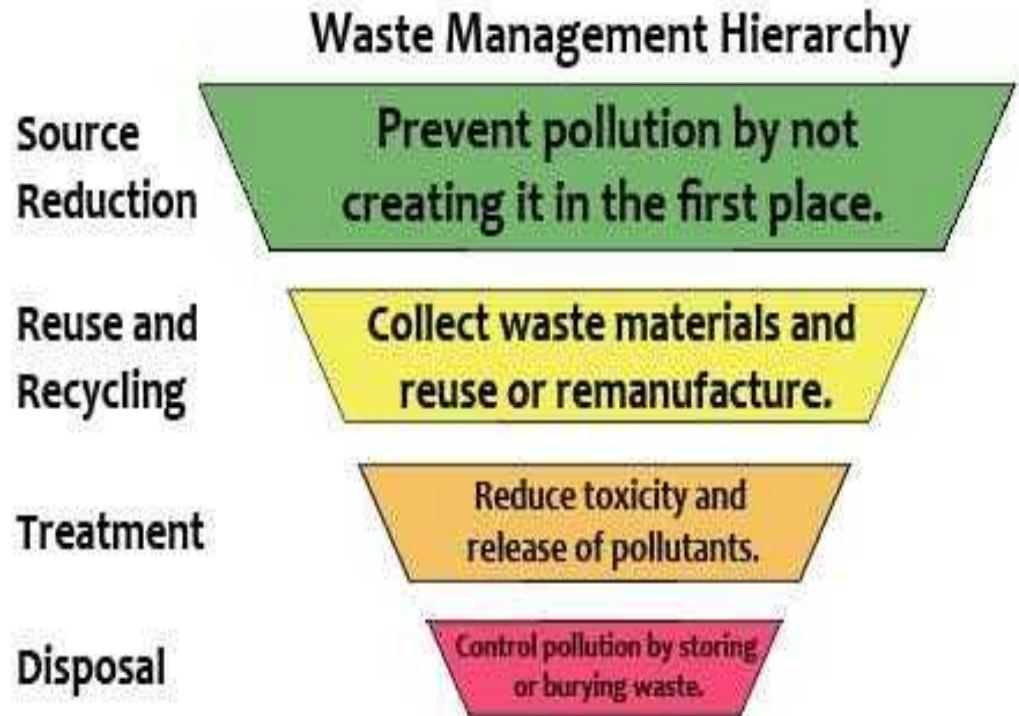 Waste Management Hierarchy
Source
Reduction
Prevent pollution by not
creating it in the first place.
Reuse and
Recycling
Collect waste materials and
reuse or remanufacture.
Treatment
Reduce toxicity and
release of pollutants.
Disposal
Control pollution by storing
or burying waste.